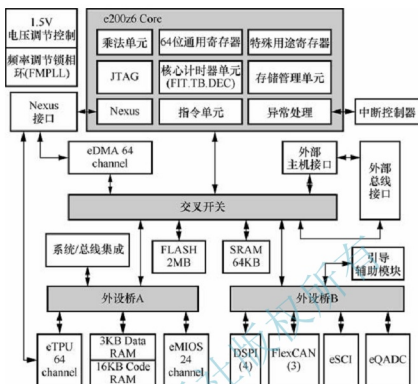 e200z6 Core
1.5V
电压调节控制
频率调节锁相
环(FMPLL)
乘法单元
64位通用寄存器
特殊用途寄存器
JTAG
核心计时器单元
(FIT.TB.DEC)
存储管理单元
Nexus
指令单元
异常处理
Nexus
接口
中断控制器
eDMA 64
channel
外部
主机接口
外部
总线
接口
交叉开关
系统/总线集成
FLASH
2MB
SRAM
64KB
引导
辅助模块
外设桥A
外设桥B
eTPU
64
channel
3KB Data
RAM
16KB Code
RAM
eMIOS
24
channel
DSPI
(4)
FlexCAN
(3)
eSCI
eQADC
社版权所有